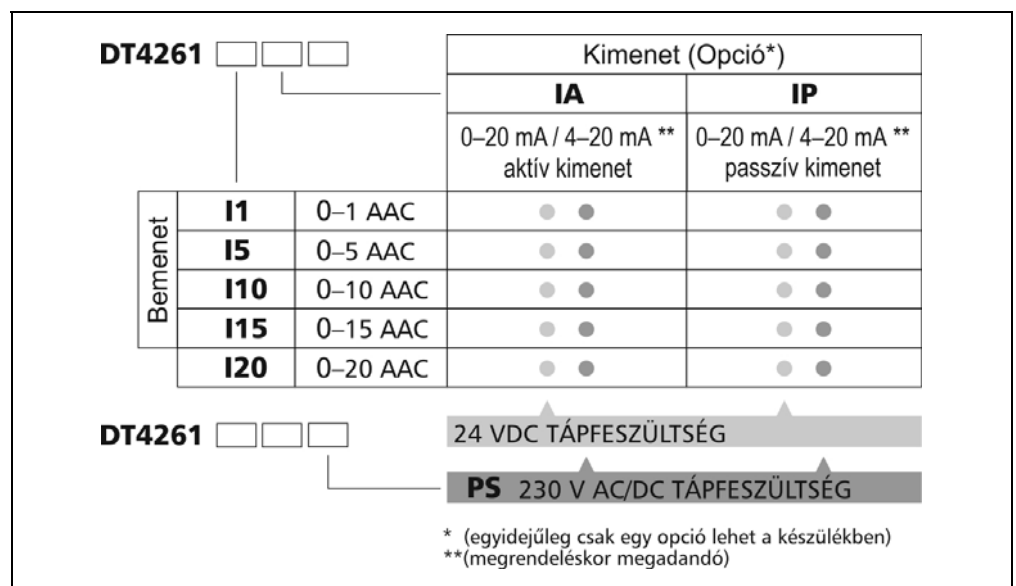 DT4261
Kimenet (Opció*)
IA IP
0–20 mA / 4–20 mA ** 0–20 mA / 4–20 mA **
aktív kimenet passzív kimenet
Bemenet
I1 0–1 AAC
I5 0–5 AAC
I10 0–10 AAC
I15 0–15 AAC
I20 0–20 AAC
DT4261
24 VDC TÁPFESZÜLTSÉG
PS 230 V AC/DC TÁPFESZÜLTSÉG
* (egyidejűleg csak egy opció lehet a készülékben)
**(megrendeléskor megadandó)